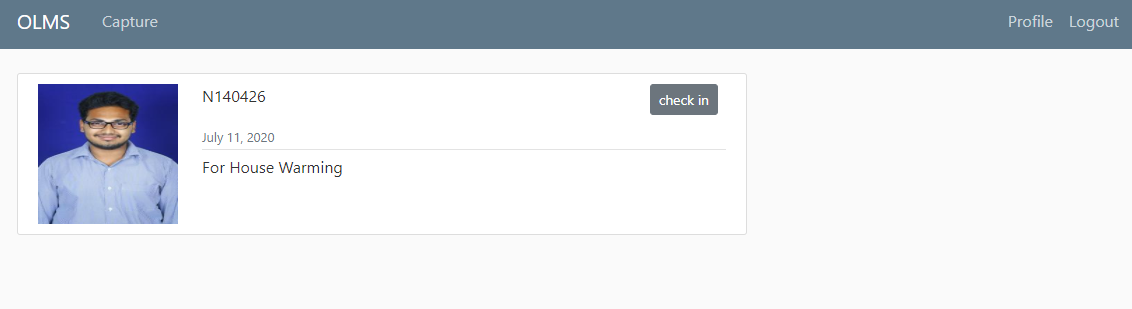 OLMS Capture Profile Logout
N140426 check in
July 11, 2020
For House Warming